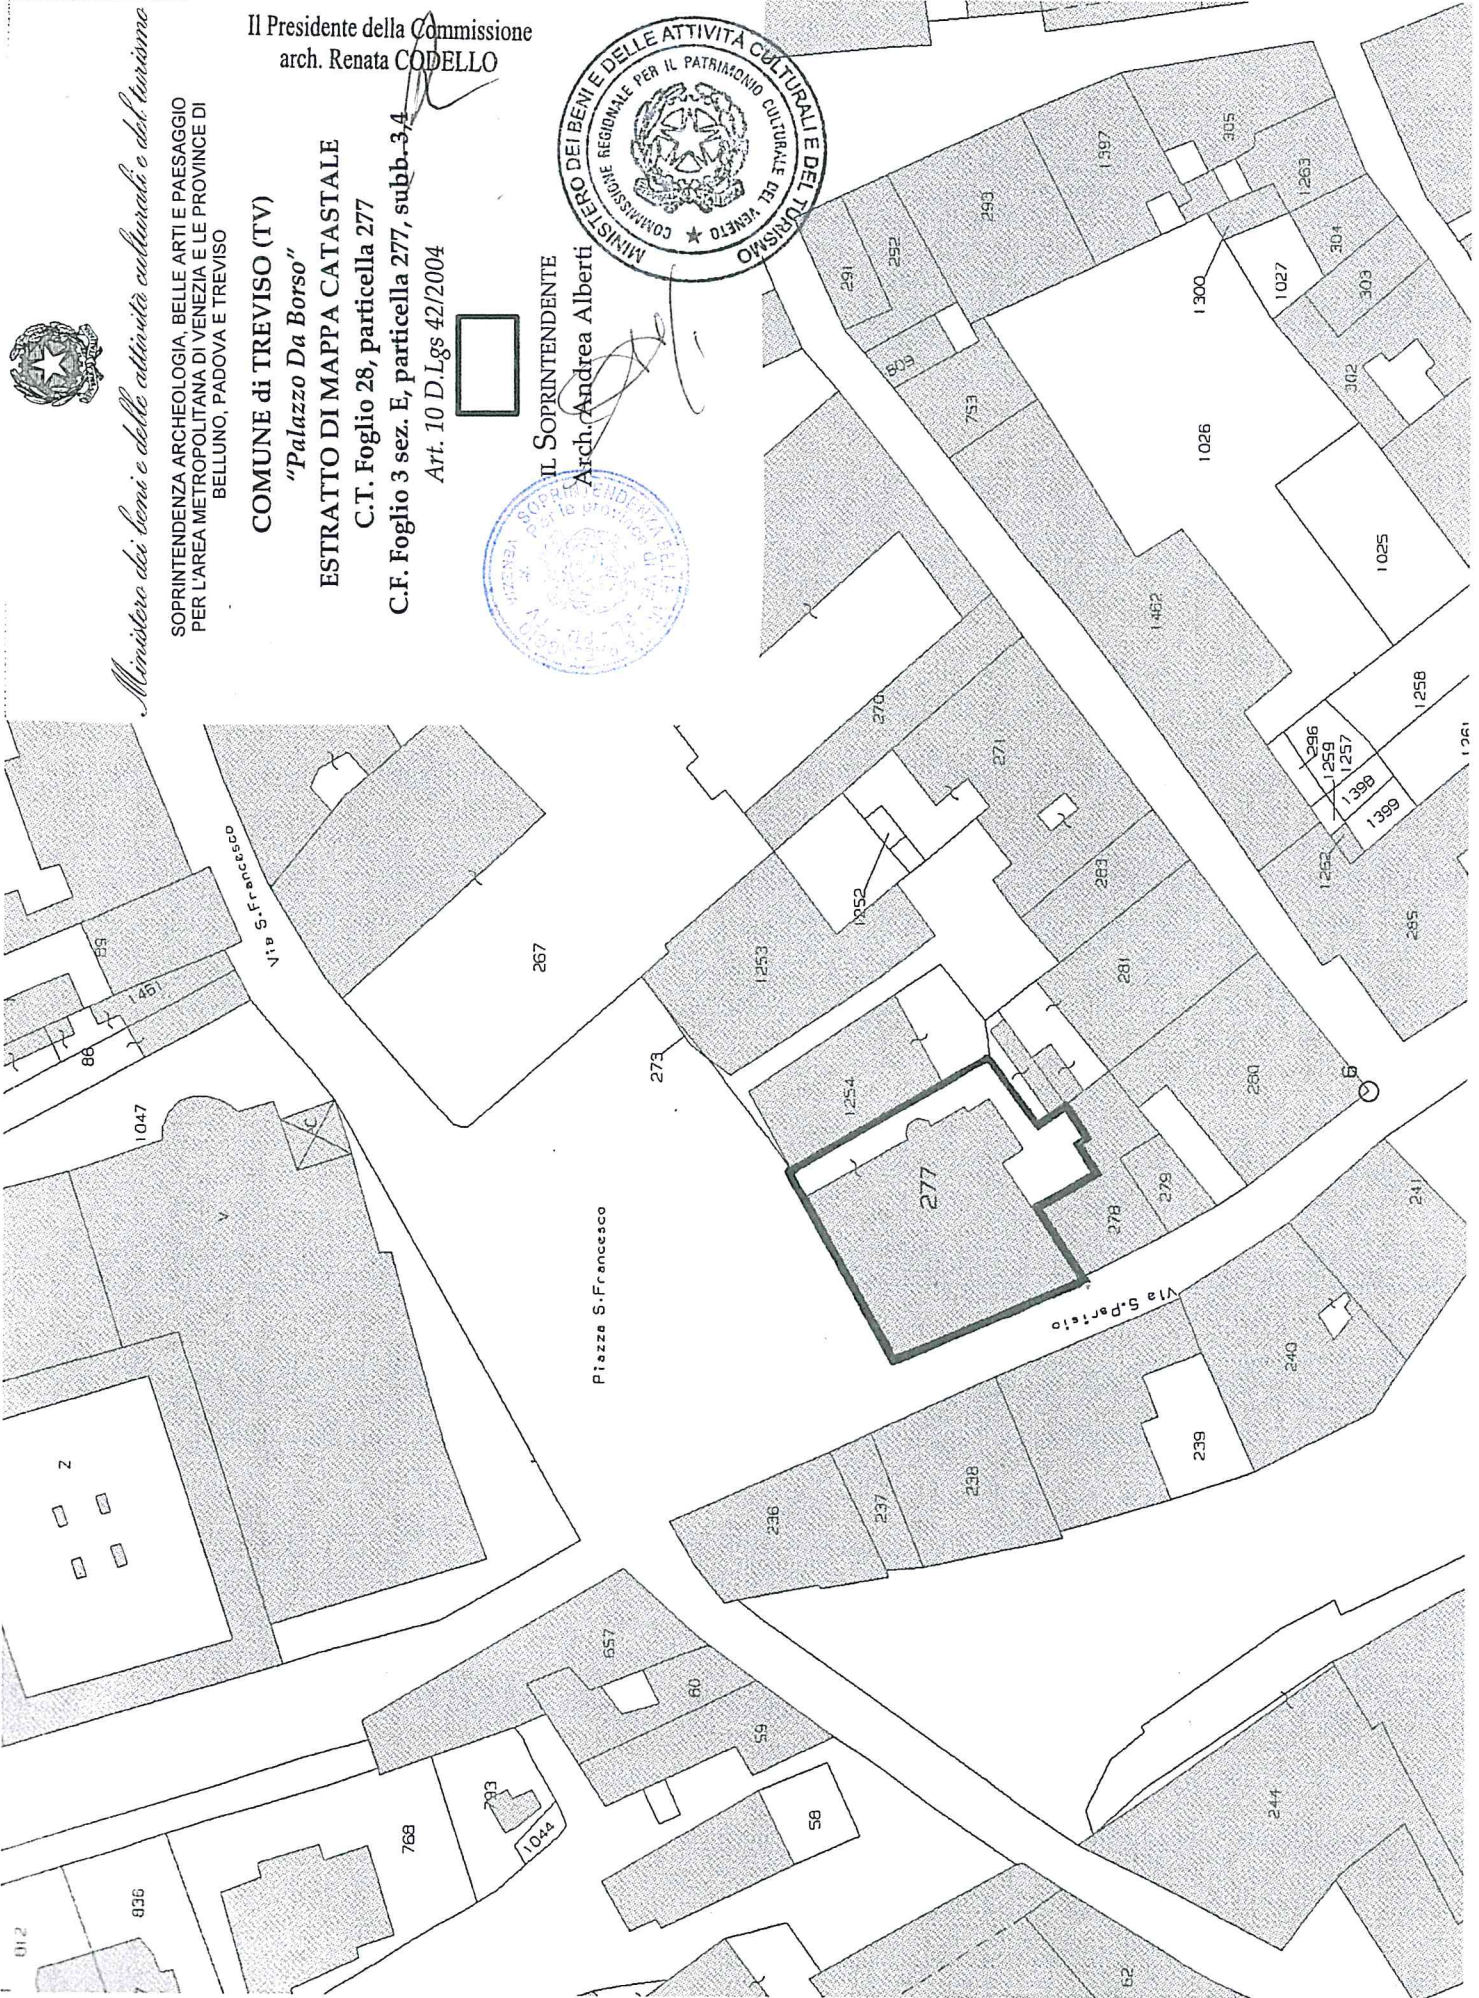 Ministero dei beni e delle attività culturali e del turismo
SOPRINTENDENZA ARCHEOLOGIA, BELLE ARTI E PAESAGGIO
PER L'AREA METROPOLITANA DI VENEZIA E LE PROVINCE DI
BELLUNO, PADOVA E TREVISO
COMUNE di TREVISO (TV)
"Palazzo Da Borso"
ESTRATTO DI MAPPA CATASTALE
C.T. Foglio 28, particella 277
C.F. Foglio 3 sez. E, particella 277, subb. 3,4
Art. 10 D.Lgs 42/2004
Il Presidente della Commissione
arch. Renata CODELLO
IL SOPRINTENDENTE
Arch. Andrea Alberti
MINISTERO DEI BENI E DELLE ATTIVITÀ CULTURALI E DEL TURISMO
COMMISSIONE REGIONALE PER IL PATRIMONIO CULTURALE DEL VENETO
Via S.Francesco
Piazza S.Francesco
Via S.Parisio
89
1461
88
1047
V
Z
267
273
1253
1252
1254
277
278
279
280
281
283
271
270
6
241
240
239
238
237
236
244
657
60
59
58
793
1044
768
836
812
62
291
292
293
1397
305
1263
304
303
302
1027
1300
1026
1025
609
753
1462
296
1259
1257
1398
1399
1258
1261
1262
285